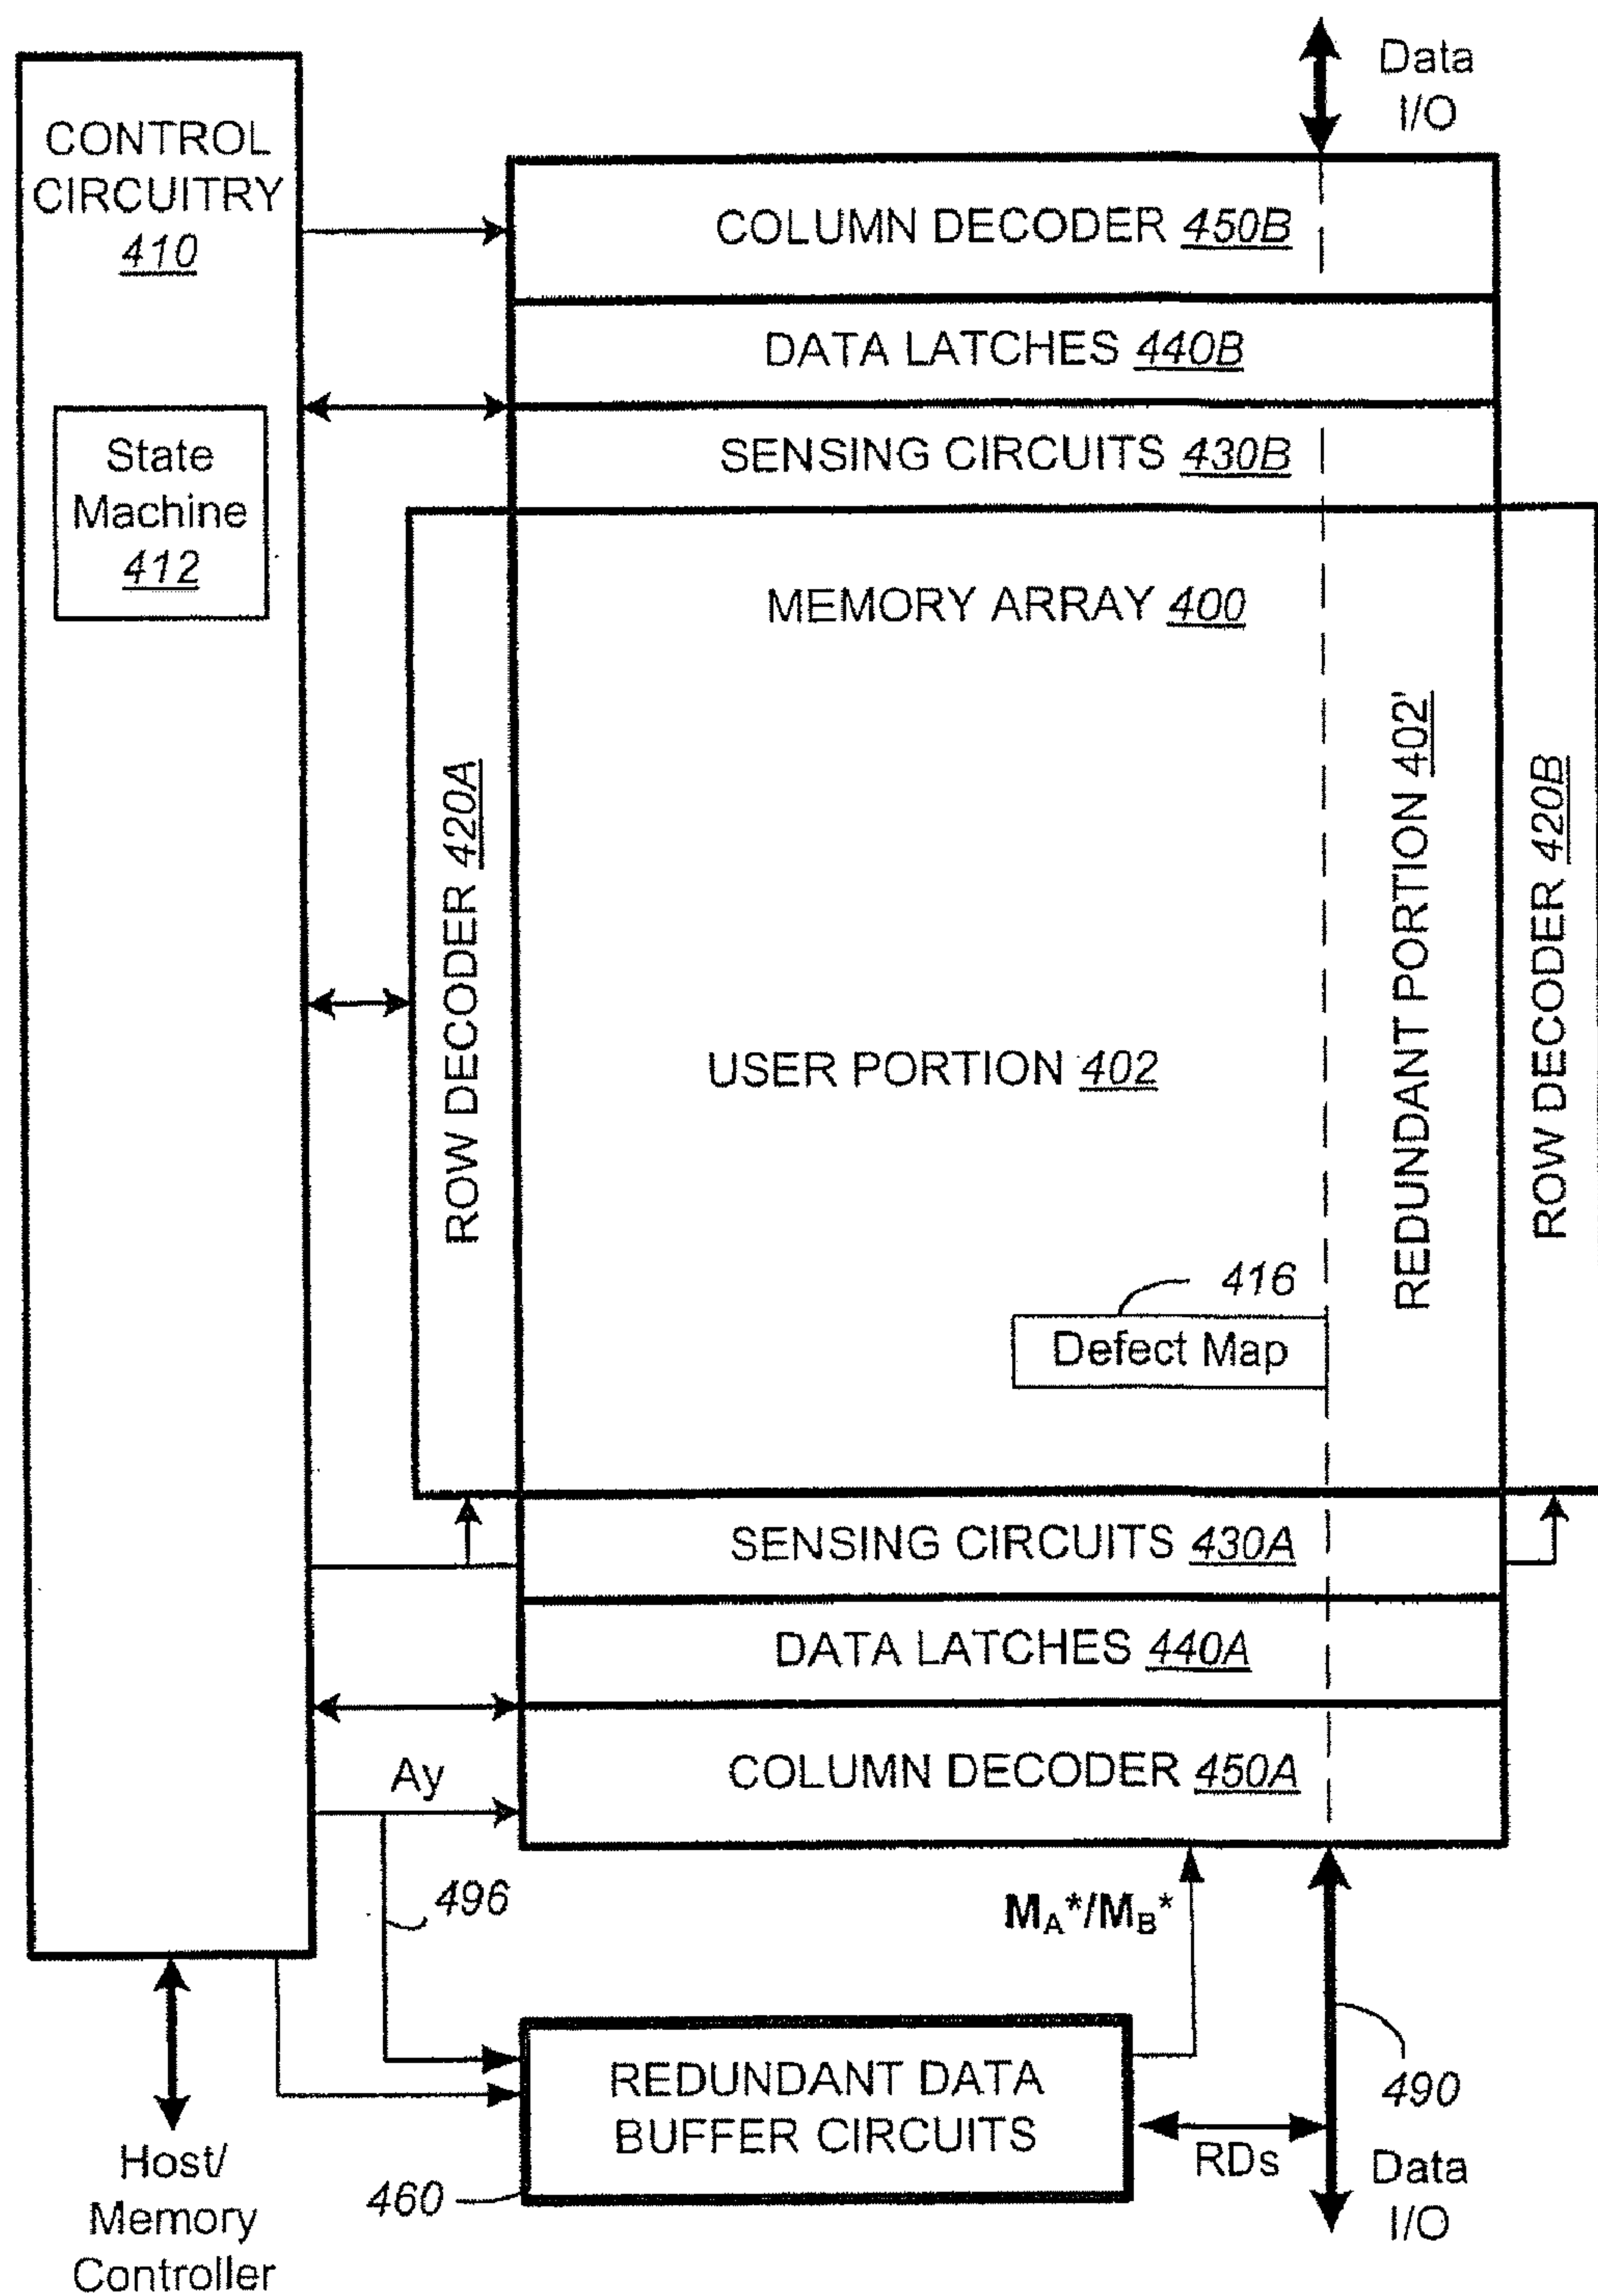 Data
I/O
CONTROL
CIRCUITRY
410
COLUMN DECODER 450B
DATA LATCHES 440B
SENSING CIRCUITS 430B
State
Machine
412
MEMORY ARRAY 400
ROW DECODER 420A
USER PORTION 402
REDUNDANT PORTION 402'
ROW DECODER 420B
416
Defect Map
SENSING CIRCUITS 430A
DATA LATCHES 440A
COLUMN DECODER 450A
Ay
496
MA*/MB*
REDUNDANT DATA
BUFFER CIRCUITS
460
RDs
490
Data
I/O
Host/
Memory
Controller